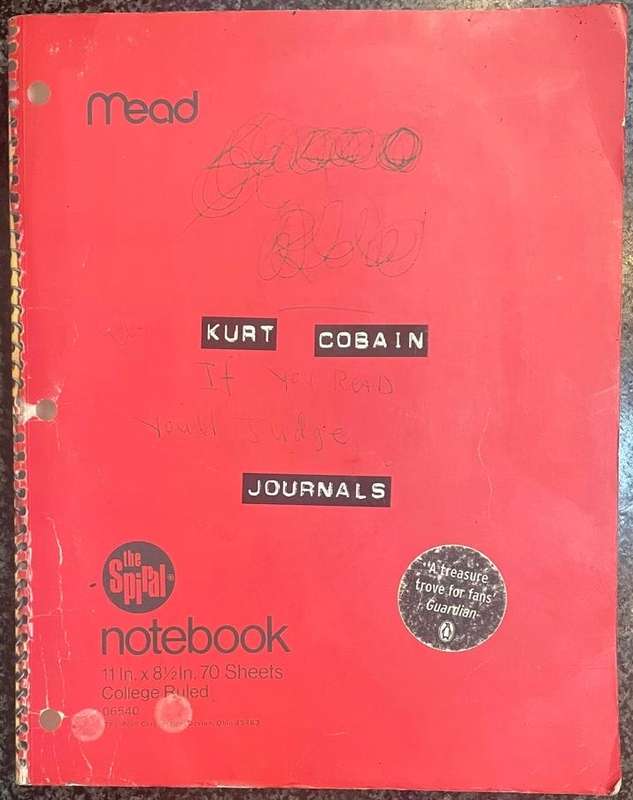 mead
KURT COBAIN
If you READ
you'll Judge
JOURNALS
the
Spiral®
notebook
11 In. x 8½ In. 70 Sheets
College Ruled
06540
'A treasure
trove for fans'
Guardian